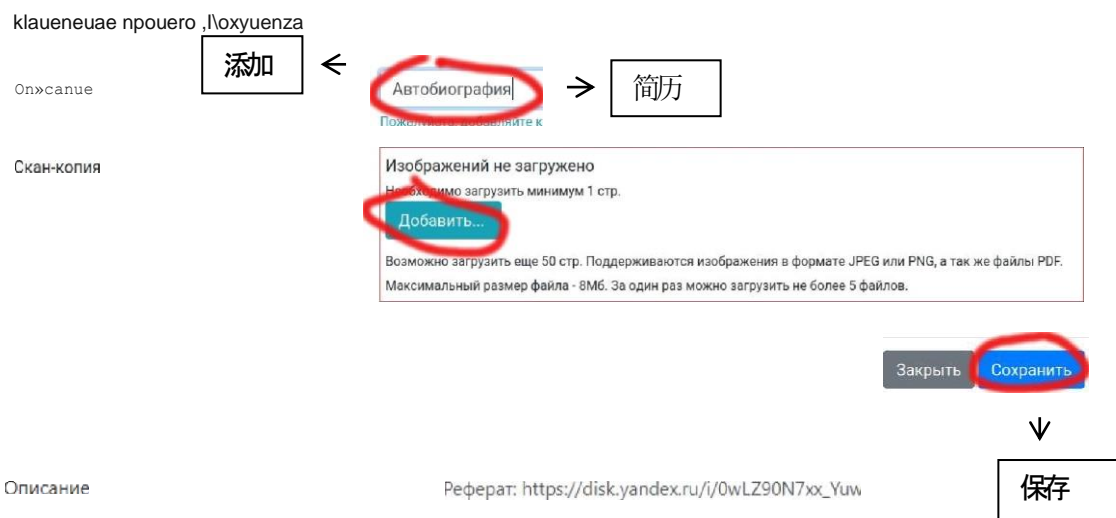 klaueneuae npouero ,I\oxyuenza
添加
On»canue
Автобиография
简历
Пожалуйста, добавляйте к
Скан-копия
Изображений не загружено
Необходимо загрузить минимум 1 стр.
Добавить...
Возможно загрузить еще 50 стр. Поддерживаются изображения в формате JPEG или PNG, а так же файлы PDF.
Максимальный размер файла - 8Мб. За один раз можно загрузить не более 5 файлов.
Закрыть Сохранить
Описание
Реферат: https://disk.yandex.ru/i/0wLZ90N7xx_Yuw
保存